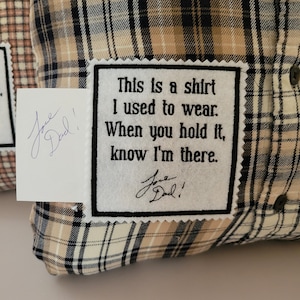 Love
Dad!
This is a shirt
I used to wear.
When you hold it,
know I'm there.
Love
Dad!